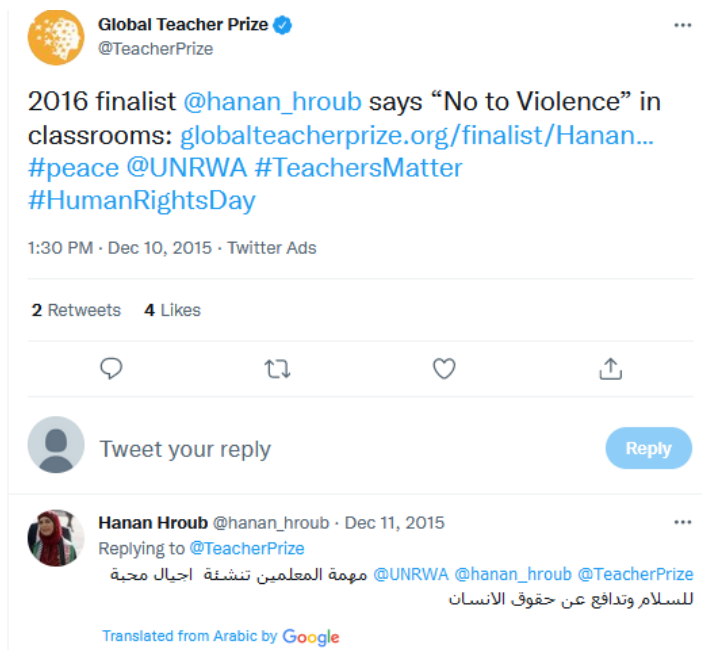 Global Teacher Prize
@TeacherPrize
2016 finalist @hanan_hroub says “No to Violence” in
classrooms: globalteacherprize.org/finalist/Hanan...
#peace @UNRWA #TeachersMatter
#HumanRightsDay
1:30 PM · Dec 10, 2015 · Twitter Ads
2 Retweets 4 Likes
Tweet your reply
Reply
Hanan Hroub @hanan_hroub · Dec 11, 2015
Replying to @TeacherPrize
@TeacherPrize @hanan_hroub @UNRWA مهمة المعلمين تنشئة اجيال محبة
للسلام وتدافع عن حقوق الانسان
Translated from Arabic by Google